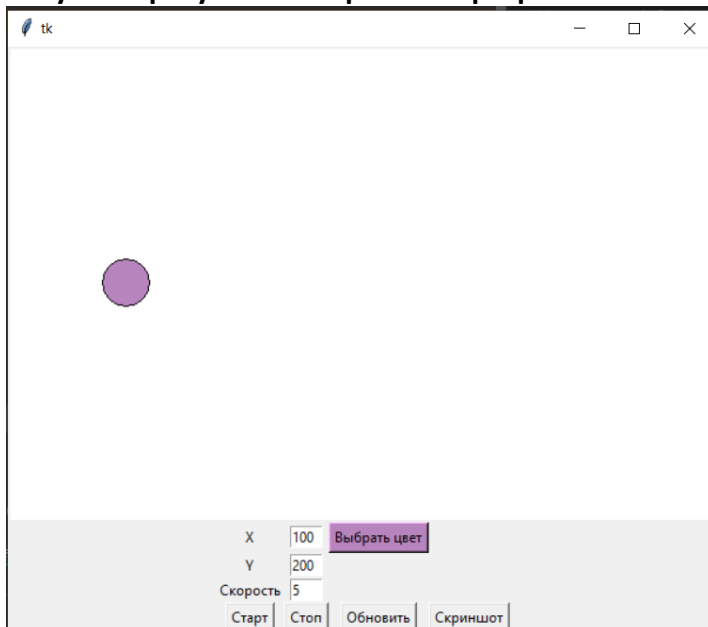 tk
X 100 Выбрать цвет
Y 200
Скорость 5
Старт Стоп Обновить Скриншот